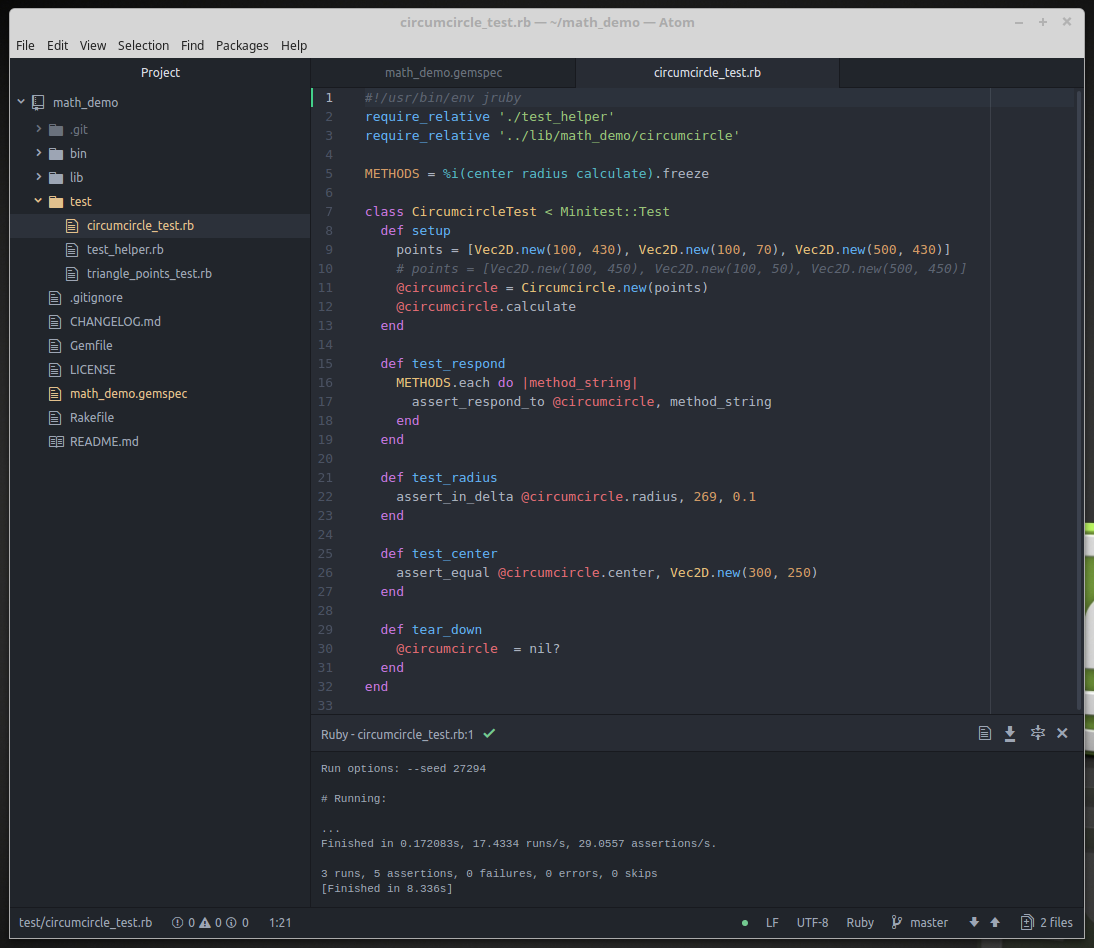 circumcircle_test.rb — ~/math_demo — Atom
File Edit View Selection Find Packages Help
Project
math_demo
.git
bin
lib
test
circumcircle_test.rb
test_helper.rb
triangle_points_test.rb
.gitignore
CHANGELOG.md
Gemfile
LICENSE
math_demo.gemspec
Rakefile
README.md
math_demo.gemspec circumcircle_test.rb
1 #!/usr/bin/env jruby
2 require_relative './test_helper'
3 require_relative '../lib/math_demo/circumcircle'
4
5 METHODS = %i(center radius calculate).freeze
6
7 class CircumcircleTest < Minitest::Test
8   def setup
9     points = [Vec2D.new(100, 430), Vec2D.new(100, 70), Vec2D.new(500, 430)]
10     # points = [Vec2D.new(100, 450), Vec2D.new(100, 50), Vec2D.new(500, 450)]
11     @circumcircle = Circumcircle.new(points)
12     @circumcircle.calculate
13   end
14
15   def test_respond
16     METHODS.each do |method_string|
17       assert_respond_to @circumcircle, method_string
18     end
19   end
20
21   def test_radius
22     assert_in_delta @circumcircle.radius, 269, 0.1
23   end
24
25   def test_center
26     assert_equal @circumcircle.center, Vec2D.new(300, 250)
27   end
28
29   def tear_down
30     @circumcircle  = nil?
31   end
32 end
33
Ruby - circumcircle_test.rb:1
Run options: --seed 27294
# Running:
...
Finished in 0.172083s, 17.4334 runs/s, 29.0557 assertions/s.
3 runs, 5 assertions, 0 failures, 0 errors, 0 skips
[Finished in 8.336s]
test/circumcircle_test.rb 0 0 0 1:21 LF UTF-8 Ruby master 2 files